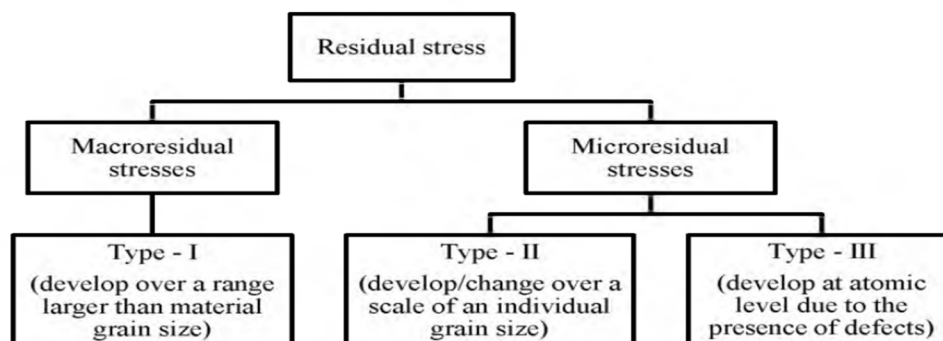 Residual stress
Macroresidual
stresses
Microresidual
stresses
Type - I
(develop over a range
larger than material
grain size)
Type - II
(develop/change over a
scale of an individual
grain size)
Type - III
(develop at atomic
level due to the
presence of defects)